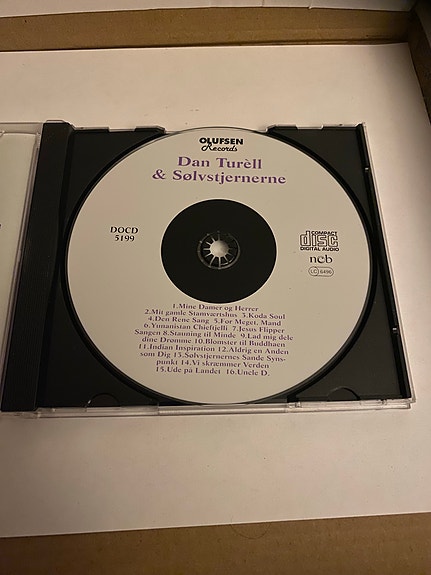 OLUFSEN
Records
Dan Turèll
& Sølvstjernerne
DOCD
5199
COMPACT
disc
DIGITAL AUDIO
ncb
LC 6496
1.Mine Damer og Herrer
2.Mit gamle Stamværtshus 3.Koda Soul
4.Den Rene Sang 5.For Meget, Mand
6.Yunanistan Chieftjelli 7.Jesus Flipper
Sangen 8.Stauning til Minde 9.Lad mig dele
dine Drømme 10.Blomster til Buddhaen
11.Indian Inspiration 12.Aldrig en Anden
som Dig 13.Sølvstjernernes Sande Syns-
punkt 14.Vi skræmmer Verden
15.Ude på Landet 16.Uncle D.